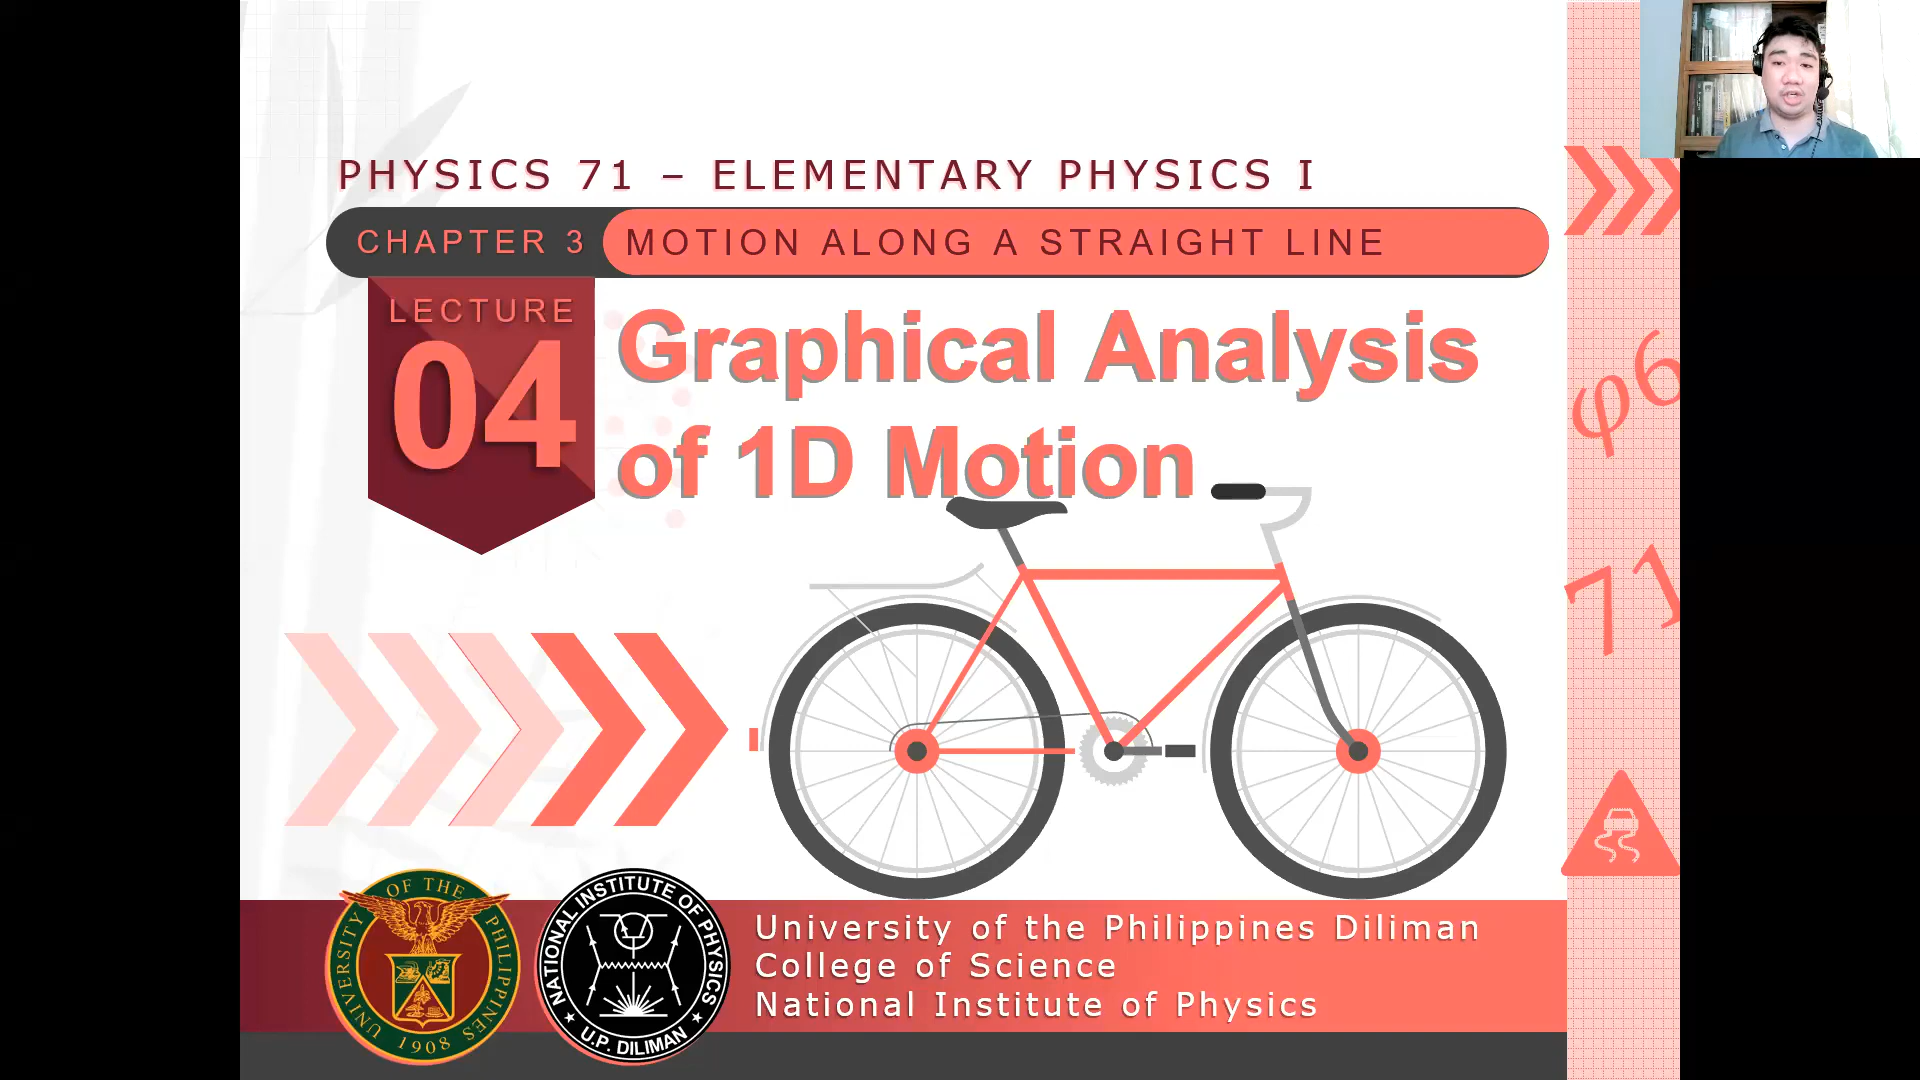 PHYSICS 71 – ELEMENTARY PHYSICS I
CHAPTER 3
MOTION ALONG A STRAIGHT LINE
LECTURE
04
Graphical Analysis
of 1D Motion
φ6
71
UNIVERSITY OF THE PHILIPPINES
1908
NATIONAL INSTITUTE OF PHYSICS
★ U.P. DILIMAN ★
University of the Philippines Diliman
College of Science
National Institute of Physics